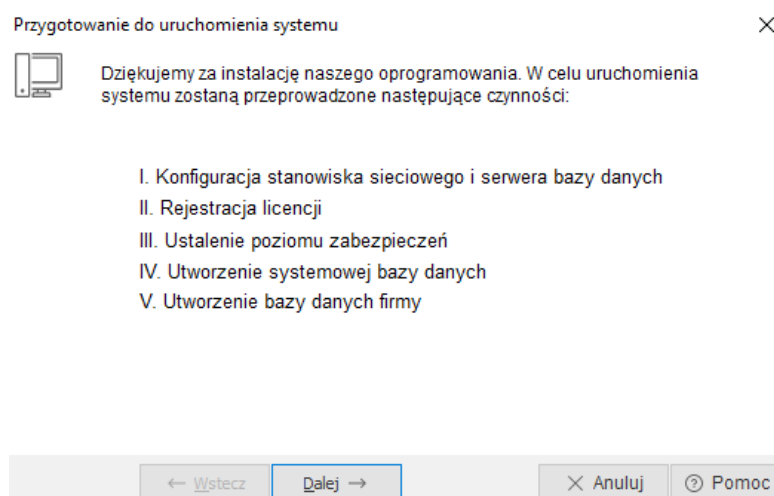 Przygotowanie do uruchomienia systemu
Dziękujemy za instalację naszego oprogramowania. W celu uruchomienia
systemu zostaną przeprowadzone następujące czynności:
I. Konfiguracja stanowiska sieciowego i serwera bazy danych
II. Rejestracja licencji
III. Ustalenie poziomu zabezpieczeń
IV. Utworzenie systemowej bazy danych
V. Utworzenie bazy danych firmy
← Wstecz Dalej → Anuluj Pomoc